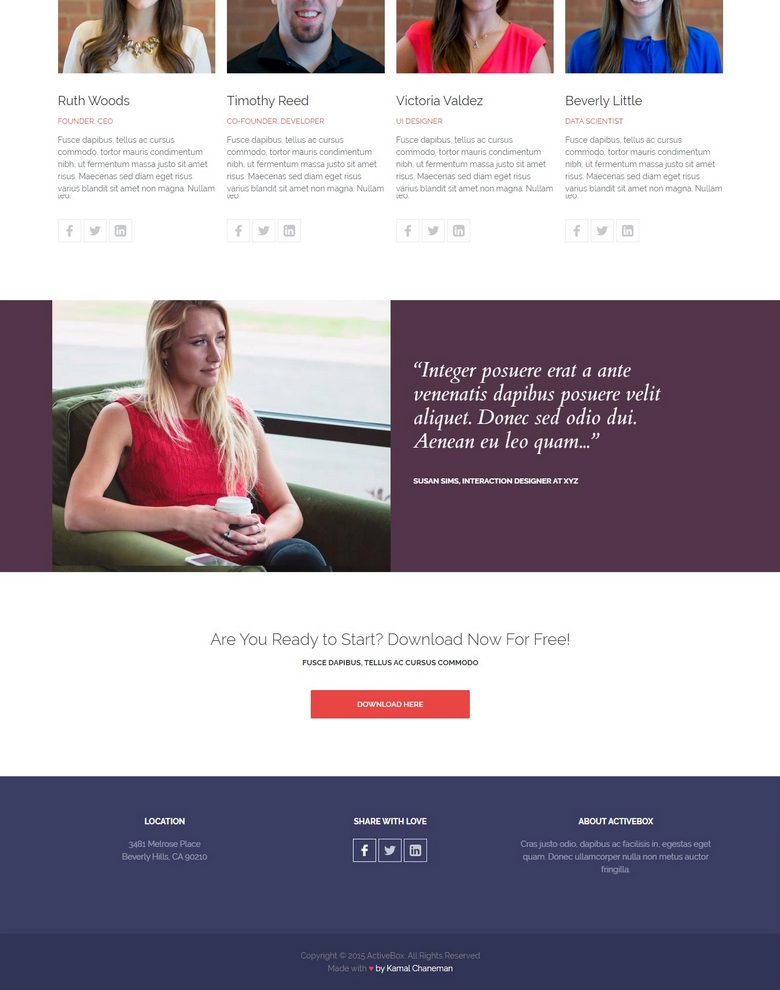 Ruth Woods
FOUNDER, CEO
Fusce dapibus, tellus ac cursus
commodo, tortor mauris condimentum
nibh, ut fermentum massa justo sit amet
risus. Maecenas sed diam eget risus
varius blandit sit amet non magna. Nullam
leo.
Timothy Reed
CO-FOUNDER, DEVELOPER
Fusce dapibus, tellus ac cursus
commodo, tortor mauris condimentum
nibh, ut fermentum massa justo sit amet
risus. Maecenas sed diam eget risus
varius blandit sit amet non magna. Nullam
leo.
Victoria Valdez
UI DESIGNER
Fusce dapibus, tellus ac cursus
commodo, tortor mauris condimentum
nibh, ut fermentum massa justo sit amet
risus. Maecenas sed diam eget risus
varius blandit sit amet non magna. Nullam
leo.
Beverly Little
DATA SCIENTIST
Fusce dapibus, tellus ac cursus
commodo, tortor mauris condimentum
nibh, ut fermentum massa justo sit amet
risus. Maecenas sed diam eget risus
varius blandit sit amet non magna. Nullam
leo.
“Integer posuere erat a ante
venenatis dapibus posuere velit
aliquet. Donec sed odio dui.
Aenean eu leo quam...”
SUSAN SIMS, INTERACTION DESIGNER AT XYZ
Are You Ready to Start? Download Now For Free!
FUSCE DAPIBUS, TELLUS AC CURSUS COMMODO
DOWNLOAD HERE
LOCATION
3481 Melrose Place
Beverly Hills, CA 90210
SHARE WITH LOVE
ABOUT ACTIVEBOX
Cras justo odio, dapibus ac facilisis in, egestas eget
quam. Donec ullamcorper nulla non metus auctor
fringilla.
Copyright © 2015 ActiveBox. All Rights Reserved
Made with ♥ by Kamal Chaneman